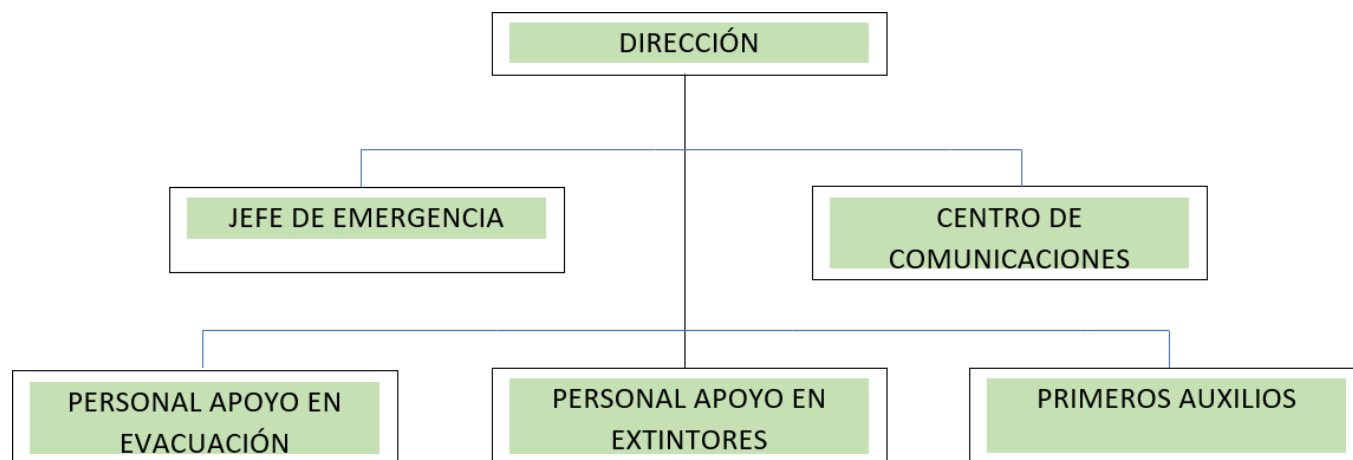 DIRECCIÓN
JEFE DE EMERGENCIA
CENTRO DE
COMUNICACIONES
PERSONAL APOYO EN
EVACUACIÓN
PERSONAL APOYO EN
EXTINTORES
PRIMEROS AUXILIOS